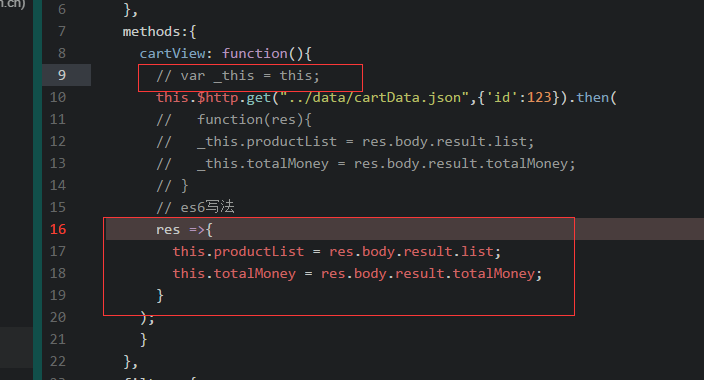 n.cn)
6 },
7 methods:{
8 cartView: function(){
9 // var _this = this;
10 this.$http.get("../data/cartData.json",{'id':123}).then(
11 // function(res){
12 // _this.productList = res.body.result.list;
13 // _this.totalMoney = res.body.result.totalMoney;
14 // }
15 // es6写法
16 res =>{
17 this.productList = res.body.result.list;
18 this.totalMoney = res.body.result.totalMoney;
19 }
20 );
21 }
22 },